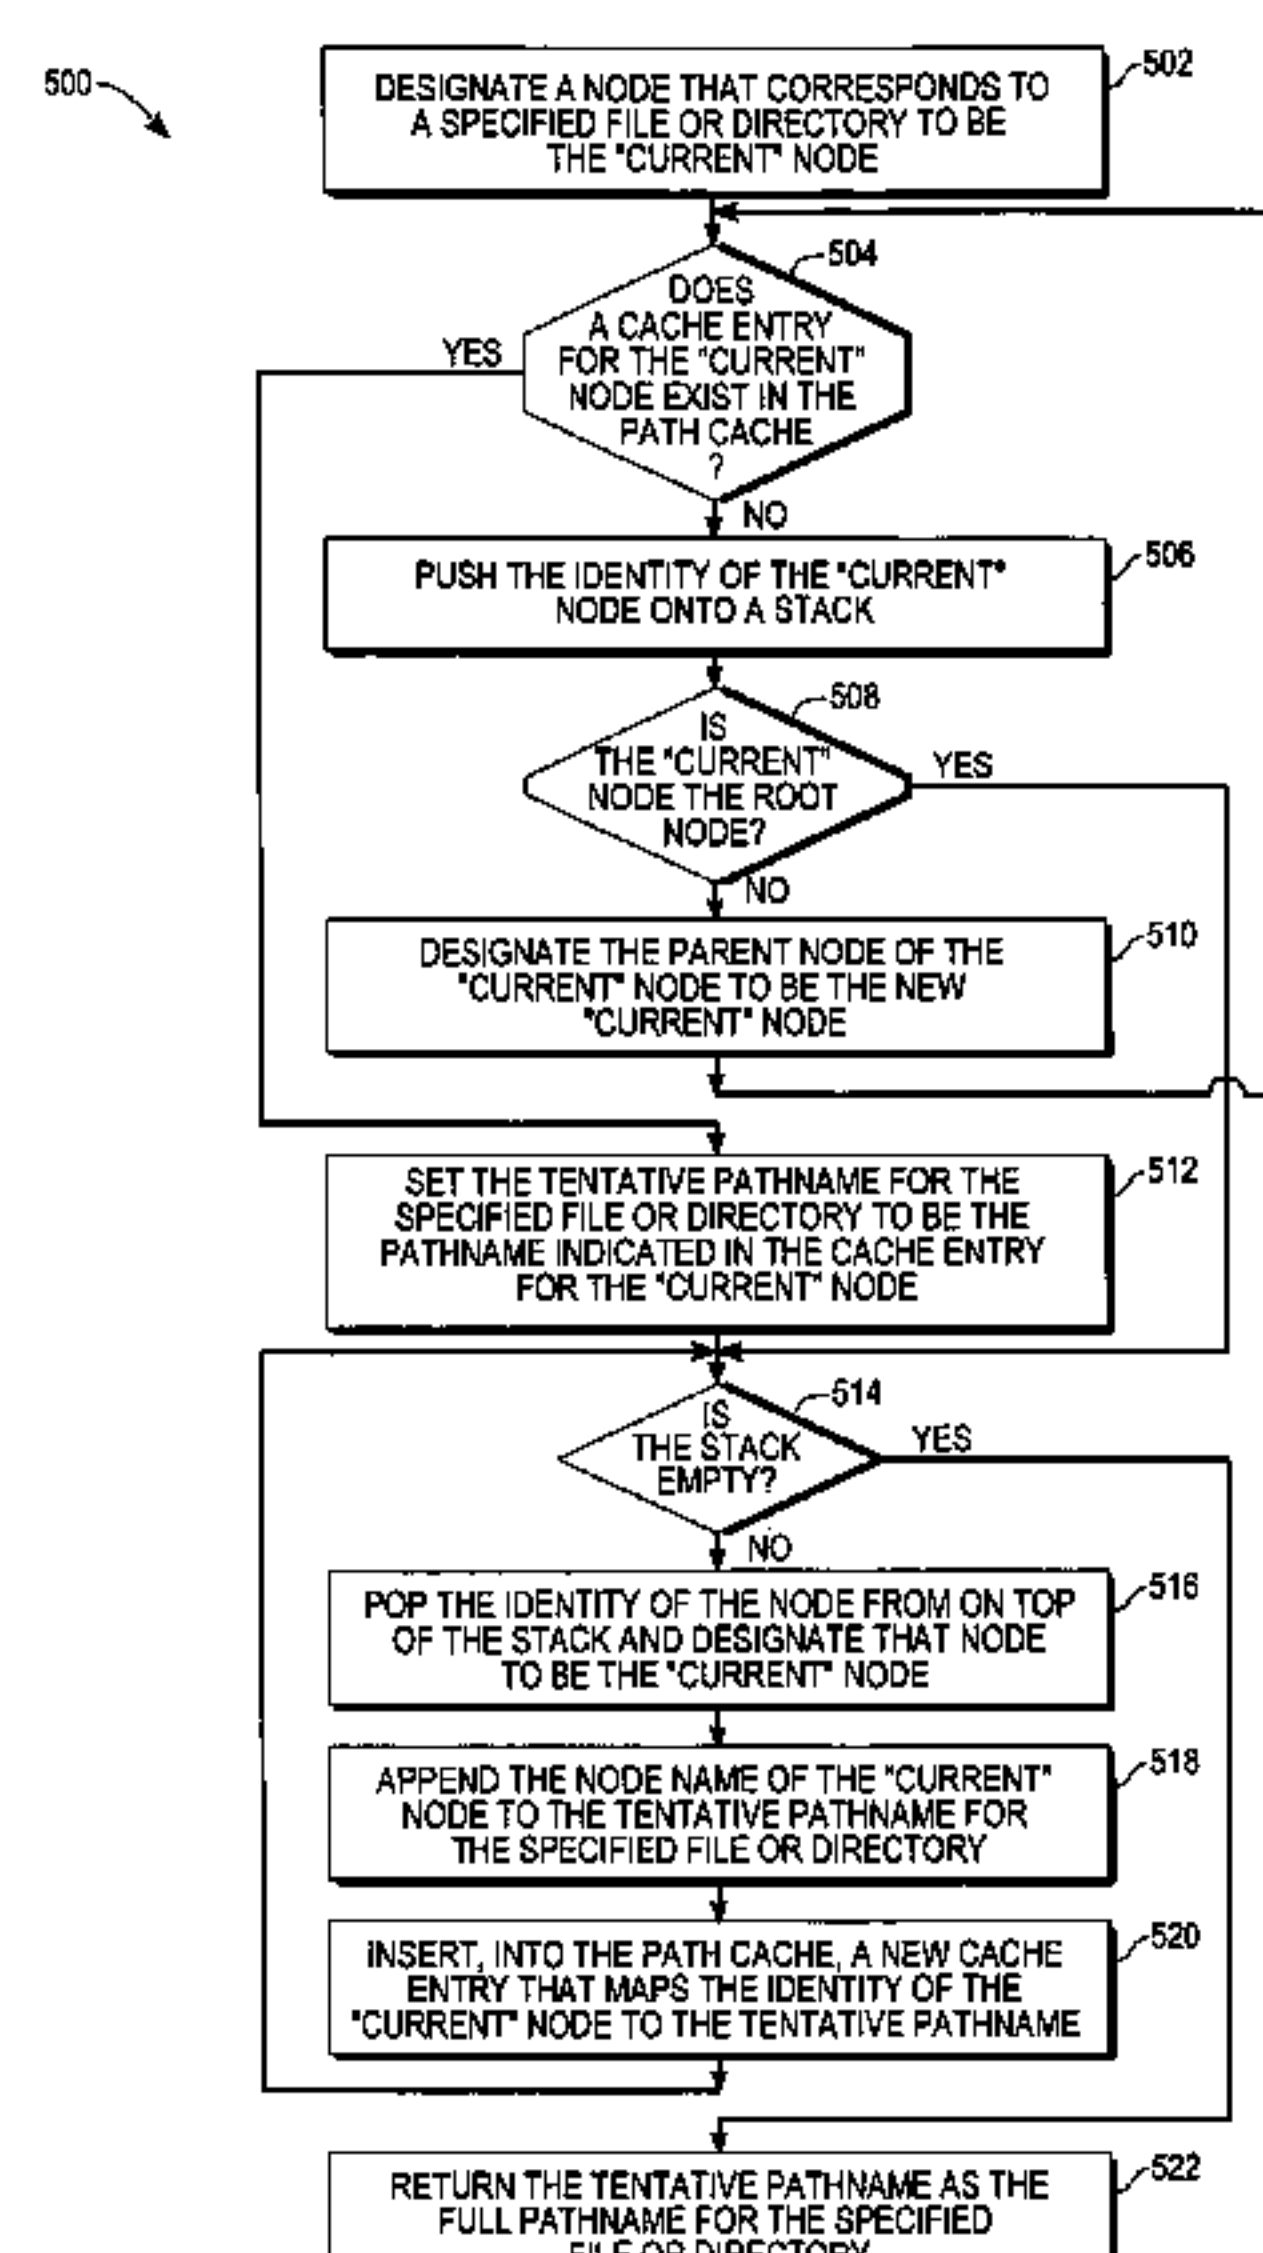 500
502
DESIGNATE A NODE THAT CORRESPONDS TO
A SPECIFIED FILE OR DIRECTORY TO BE
THE "CURRENT" NODE
504
DOES
A CACHE ENTRY
FOR THE "CURRENT"
NODE EXIST IN THE
PATH CACHE
?
YES
NO
506
PUSH THE IDENTITY OF THE "CURRENT"
NODE ONTO A STACK
508
IS
THE "CURRENT"
NODE THE ROOT
NODE?
YES
NO
510
DESIGNATE THE PARENT NODE OF THE
"CURRENT" NODE TO BE THE NEW
"CURRENT" NODE
512
SET THE TENTATIVE PATHNAME FOR THE
SPECIFIED FILE OR DIRECTORY TO BE THE
PATHNAME INDICATED IN THE CACHE ENTRY
FOR THE "CURRENT" NODE
514
IS
THE STACK
EMPTY?
YES
NO
516
POP THE IDENTITY OF THE NODE FROM ON TOP
OF THE STACK AND DESIGNATE THAT NODE
TO BE THE "CURRENT" NODE
518
APPEND THE NODE NAME OF THE "CURRENT"
NODE TO THE TENTATIVE PATHNAME FOR
THE SPECIFIED FILE OR DIRECTORY
520
INSERT, INTO THE PATH CACHE, A NEW CACHE
ENTRY THAT MAPS THE IDENTITY OF THE
"CURRENT" NODE TO THE TENTATIVE PATHNAME
522
RETURN THE TENTATIVE PATHNAME AS THE
FULL PATHNAME FOR THE SPECIFIED
FILE OR DIRECTORY